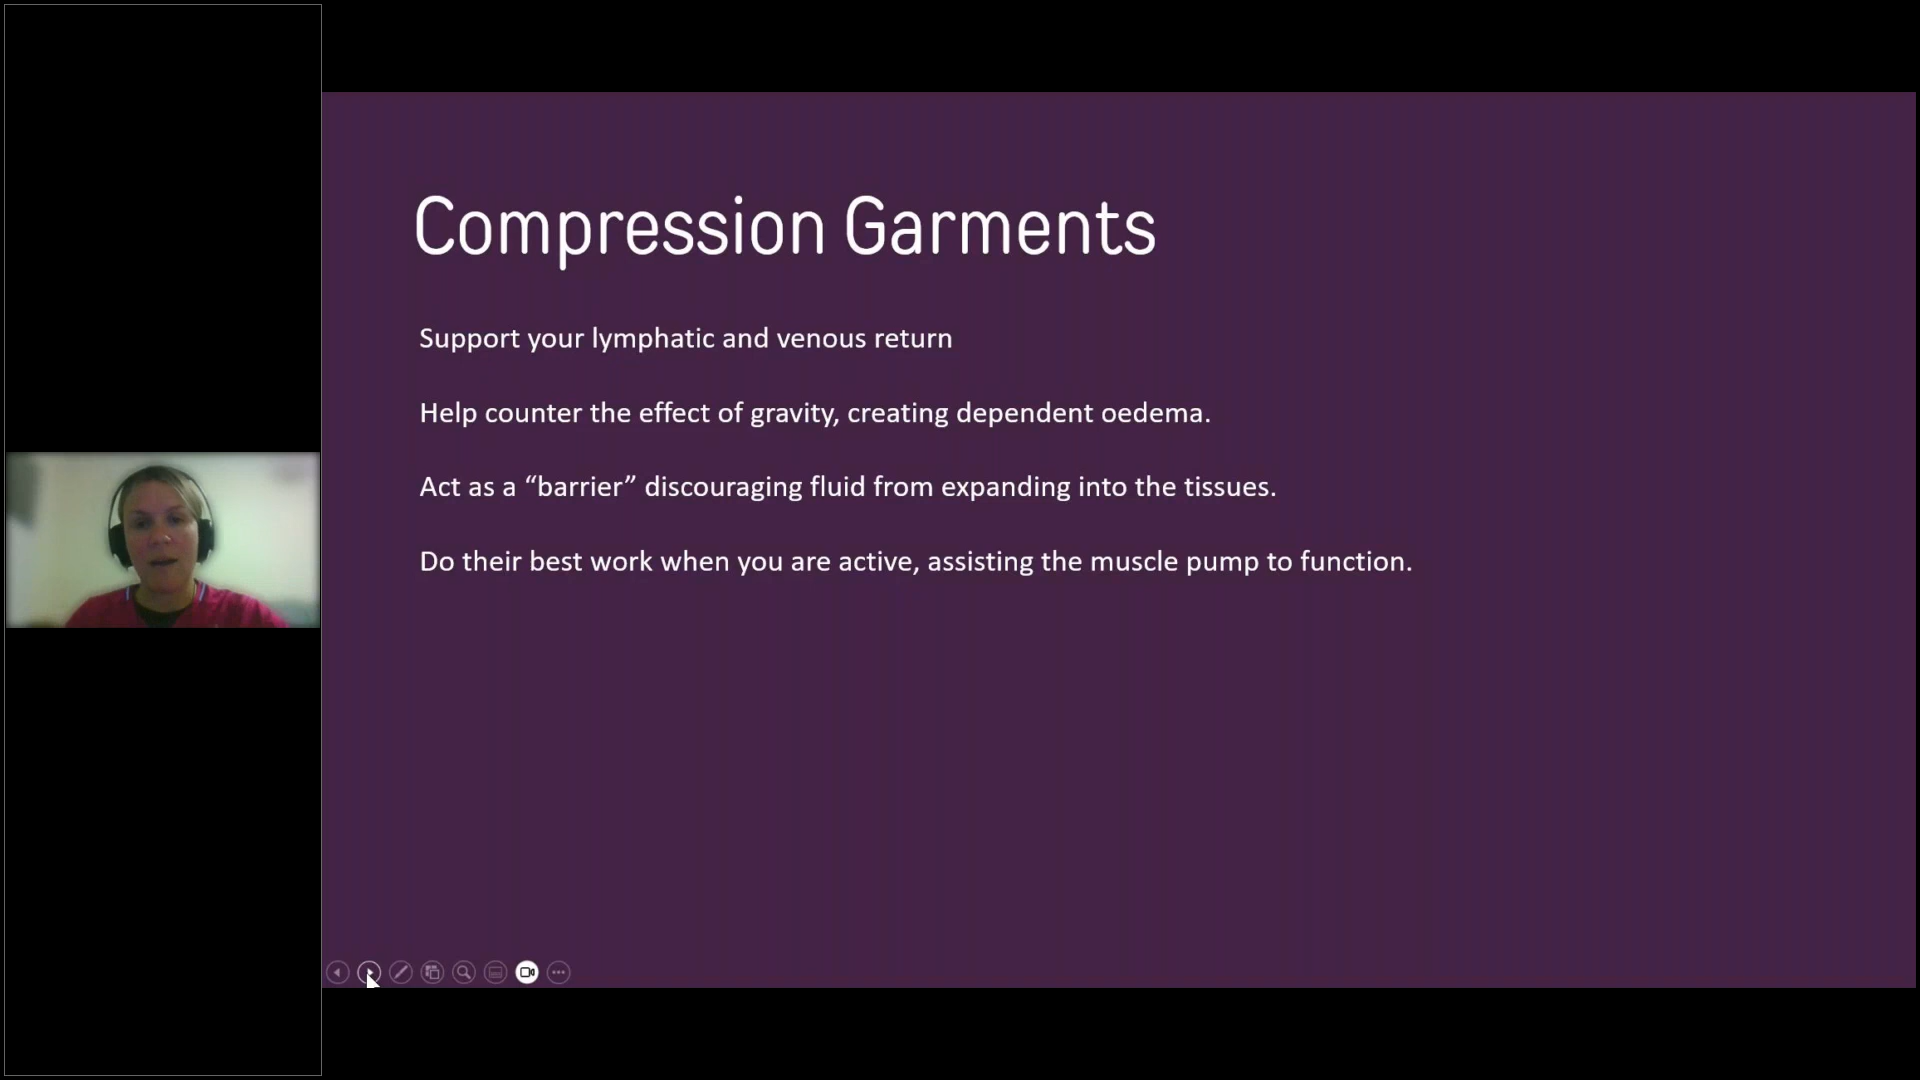 Compression Garments
Support your lymphatic and venous return
Help counter the effect of gravity, creating dependent oedema.
Act as a “barrier” discouraging fluid from expanding into the tissues.
Do their best work when you are active, assisting the muscle pump to function.